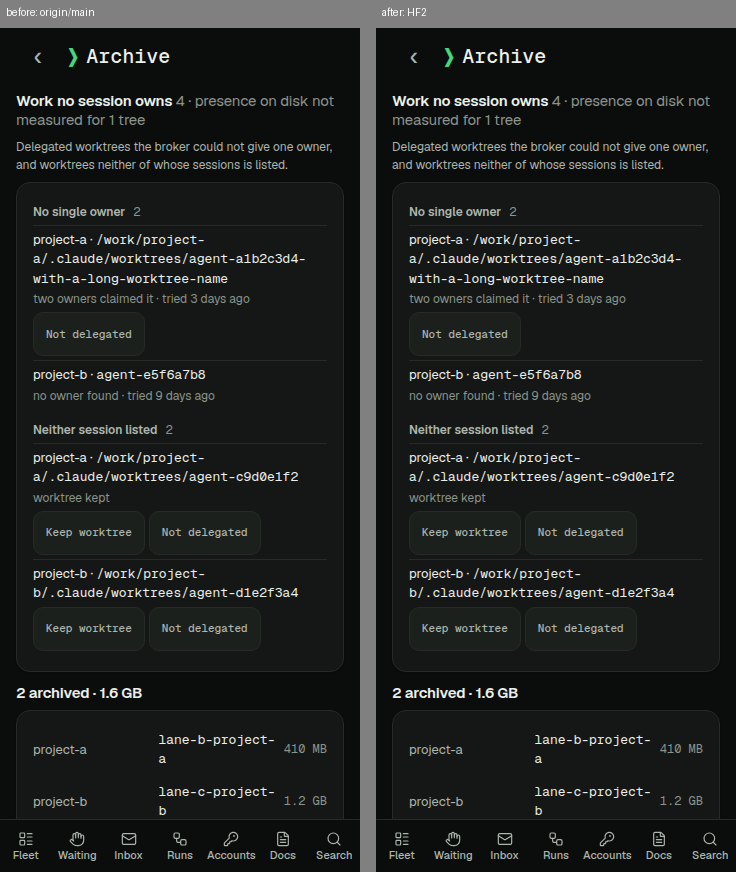 before: origin/main
‹ ❯ Archive
Work no session owns 4 · presence on disk not
measured for 1 tree
Delegated worktrees the broker could not give one owner,
and worktrees neither of whose sessions is listed.
No single owner 2
project-a · /work/project-
a/.claude/worktrees/agent-a1b2c3d4-
with-a-long-worktree-name
two owners claimed it · tried 3 days ago
Not delegated
project-b · agent-e5f6a7b8
no owner found · tried 9 days ago
Neither session listed 2
project-a · /work/project-
a/.claude/worktrees/agent-c9d0e1f2
worktree kept
Keep worktree Not delegated
project-b · /work/project-
b/.claude/worktrees/agent-d1e2f3a4
Keep worktree Not delegated
2 archived · 1.6 GB
project-a lane-b-project- 410 MB
a
project-b lane-c-project- 1.2 GB
b
Fleet Waiting Inbox Runs Accounts Docs Search
after: HF2
‹ ❯ Archive
Work no session owns 4 · presence on disk not
measured for 1 tree
Delegated worktrees the broker could not give one owner,
and worktrees neither of whose sessions is listed.
No single owner 2
project-a · /work/project-
a/.claude/worktrees/agent-a1b2c3d4-
with-a-long-worktree-name
two owners claimed it · tried 3 days ago
Not delegated
project-b · agent-e5f6a7b8
no owner found · tried 9 days ago
Neither session listed 2
project-a · /work/project-
a/.claude/worktrees/agent-c9d0e1f2
worktree kept
Keep worktree Not delegated
project-b · /work/project-
b/.claude/worktrees/agent-d1e2f3a4
Keep worktree Not delegated
2 archived · 1.6 GB
project-a lane-b-project- 410 MB
a
project-b lane-c-project- 1.2 GB
b
Fleet Waiting Inbox Runs Accounts Docs Search